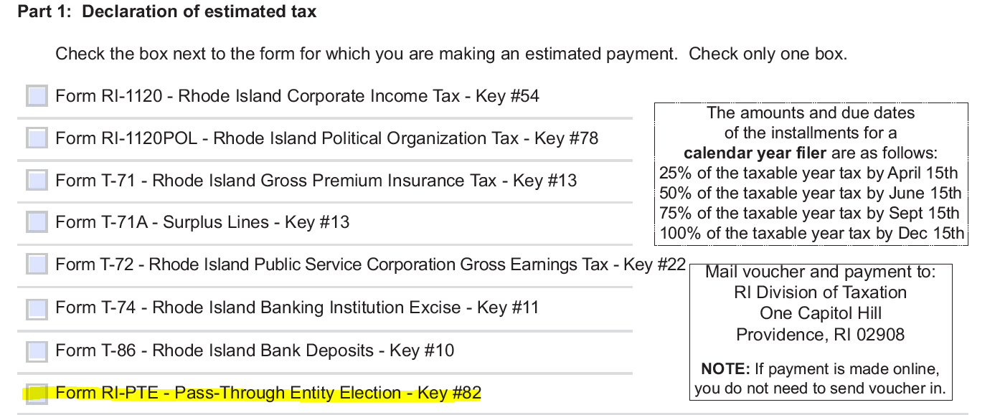 Part 1: Declaration of estimated tax
Check the box next to the form for which you are making an estimated payment. Check only one box.
Form RI-1120 - Rhode Island Corporate Income Tax - Key #54
Form RI-1120POL - Rhode Island Political Organization Tax - Key #78
Form T-71 - Rhode Island Gross Premium Insurance Tax - Key #13
Form T-71A - Surplus Lines - Key #13
Form T-72 - Rhode Island Public Service Corporation Gross Earnings Tax - Key #22
Form T-74 - Rhode Island Banking Institution Excise - Key #11
Form T-86 - Rhode Island Bank Deposits - Key #10
Form RI-PTE - Pass-Through Entity Election - Key #82
The amounts and due dates
of the installments for a
calendar year filer are as follows:
25% of the taxable year tax by April 15th
50% of the taxable year tax by June 15th
75% of the taxable year tax by Sept 15th
100% of the taxable year tax by Dec 15th
Mail voucher and payment to:
RI Division of Taxation
One Capitol Hill
Providence, RI 02908
NOTE: If payment is made online,
you do not need to send voucher in.